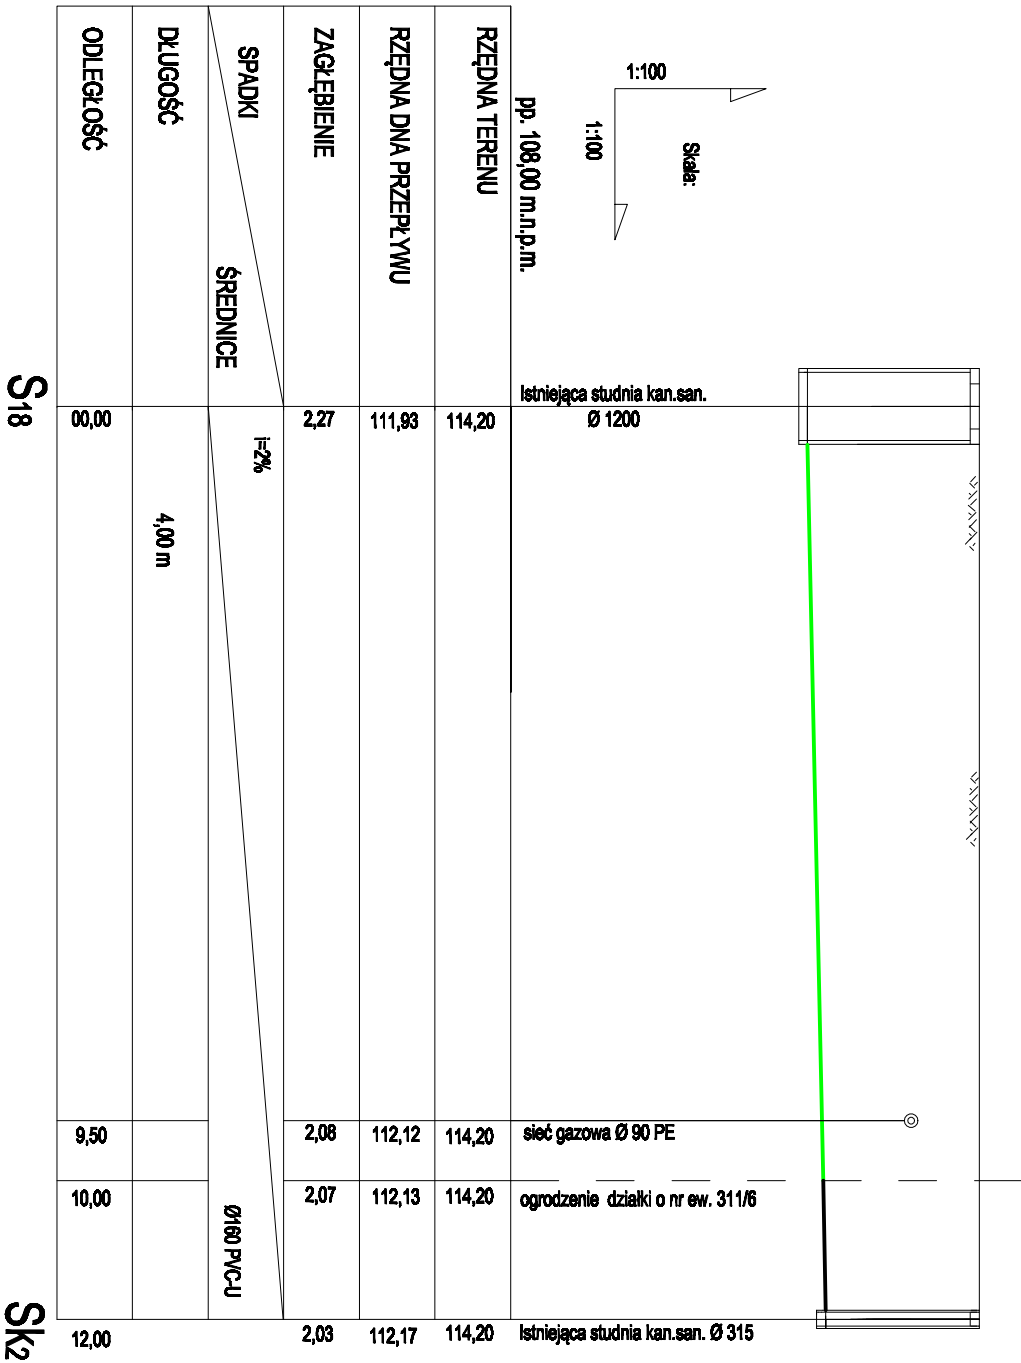 Skala:
1:100
1:100
pp. 108,00 m.n.p.m.
Istniejąca studnia kan.san.
Ø 1200
sieć gazowa Ø 90 PE
ogrodzenie działki o nr ew. 311/6
Istniejąca studnia kan.san. Ø 315
RZĘDNA TERENU
114,20
114,20
114,20
114,20
RZĘDNA DNA PRZEPŁYWU
111,93
112,12
112,13
112,17
ZAGŁĘBIENIE
2,27
2,08
2,07
2,03
SPADKI
ŚREDNICE
i=2%
Ø160 PVC-U
DŁUGOŚĆ
4,00 m
ODLEGŁOŚĆ
00,00
9,50
10,00
12,00
S18
Sk2